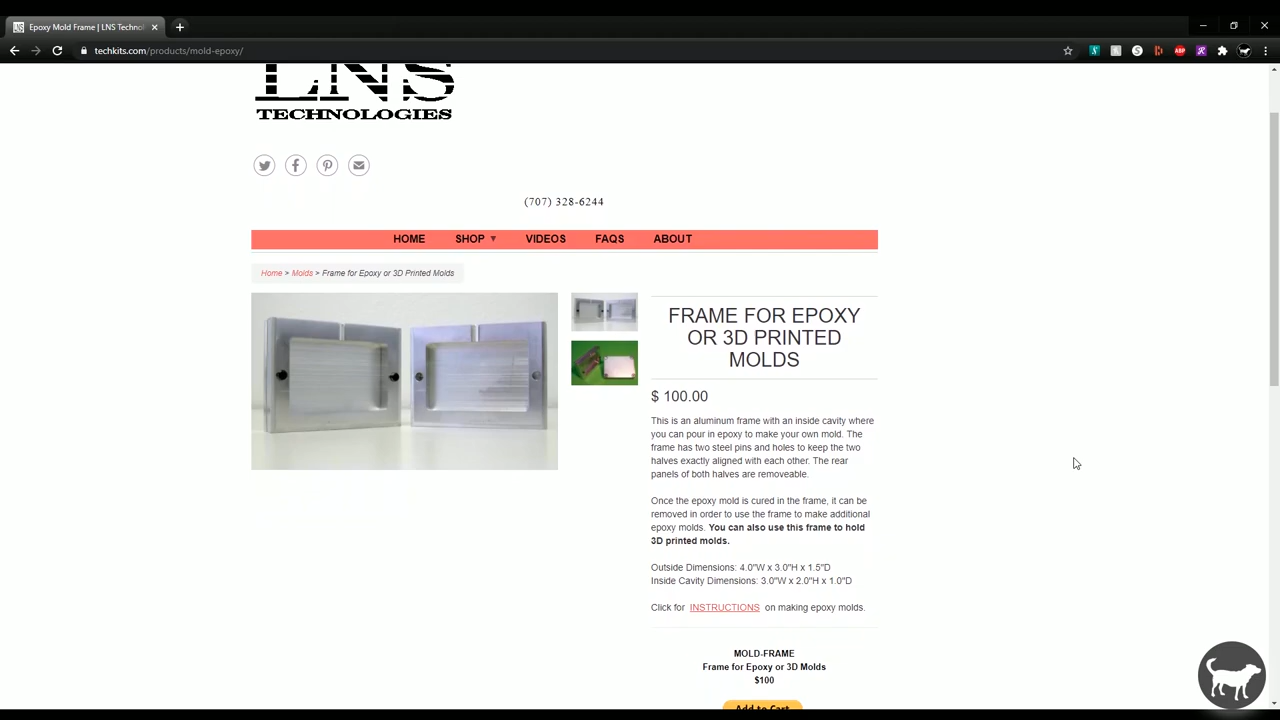 Epoxy Mold Frame | LNS Technol
techkits.com/products/mold-epoxy/
ABP
LNS
TECHNOLOGIES
(707) 328-6244
HOME SHOP ▼ VIDEOS FAQS ABOUT
Home > Molds > Frame for Epoxy or 3D Printed Molds
FRAME FOR EPOXY
OR 3D PRINTED
MOLDS
$ 100.00
This is an aluminum frame with an inside cavity where
you can pour in epoxy to make your own mold. The
frame has two steel pins and holes to keep the two
halves exactly aligned with each other. The rear
panels of both halves are removeable.
Once the epoxy mold is cured in the frame, it can be
removed in order to use the frame to make additional
epoxy molds. You can also use this frame to hold
3D printed molds.
Outside Dimensions: 4.0"W x 3.0"H x 1.5"D
Inside Cavity Dimensions: 3.0"W x 2.0"H x 1.0"D
Click for INSTRUCTIONS on making epoxy molds.
MOLD-FRAME
Frame for Epoxy or 3D Molds
$100
Add to Cart